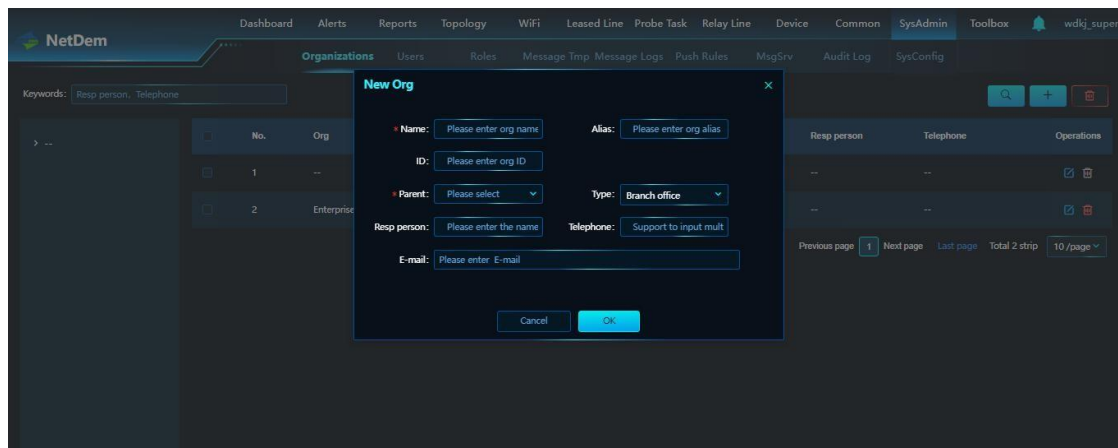 NetDem
Dashboard Alerts Reports Topology WiFi Leased Line Probe Task Relay Line Device Common SysAdmin Toolbox wdkj_super
Organizations Users Roles Message Tmp Message Logs Push Rules MsgSrv Audit Log SysConfig
Keywords: Resp person, Telephone
New Org
* Name: Please enter org name Alias: Please enter org alias
ID: Please enter org ID
* Parent: Please select Type: Branch office
Resp person: Please enter the name Telephone: Support to input mult
E-mail: Please enter E-mail
Cancel OK
> --
No. Org Resp person Telephone Operations
1 -- -- --
2 Enterprise -- --
Previous page 1 Next page Last page Total 2 strip 10 /page